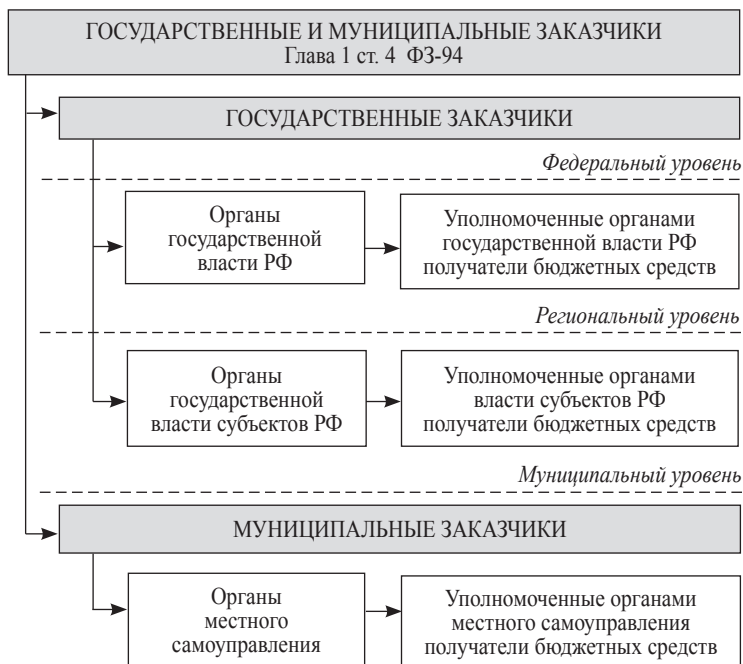 ГОСУДАРСТВЕННЫЕ И МУНИЦИПАЛЬНЫЕ ЗАКАЗЧИКИ
Глава 1 ст. 4 ФЗ-94
ГОСУДАРСТВЕННЫЕ ЗАКАЗЧИКИ
Федеральный уровень
Органы
государственной
власти РФ
Уполномоченные органами
государственной власти РФ
получатели бюджетных средств
Региональный уровень
Органы
государственной
власти субъектов РФ
Уполномоченные органами
власти субъектов РФ
получатели бюджетных средств
Муниципальный уровень
МУНИЦИПАЛЬНЫЕ ЗАКАЗЧИКИ
Органы
местного
самоуправления
Уполномоченные органами
местного самоуправления
получатели бюджетных средств